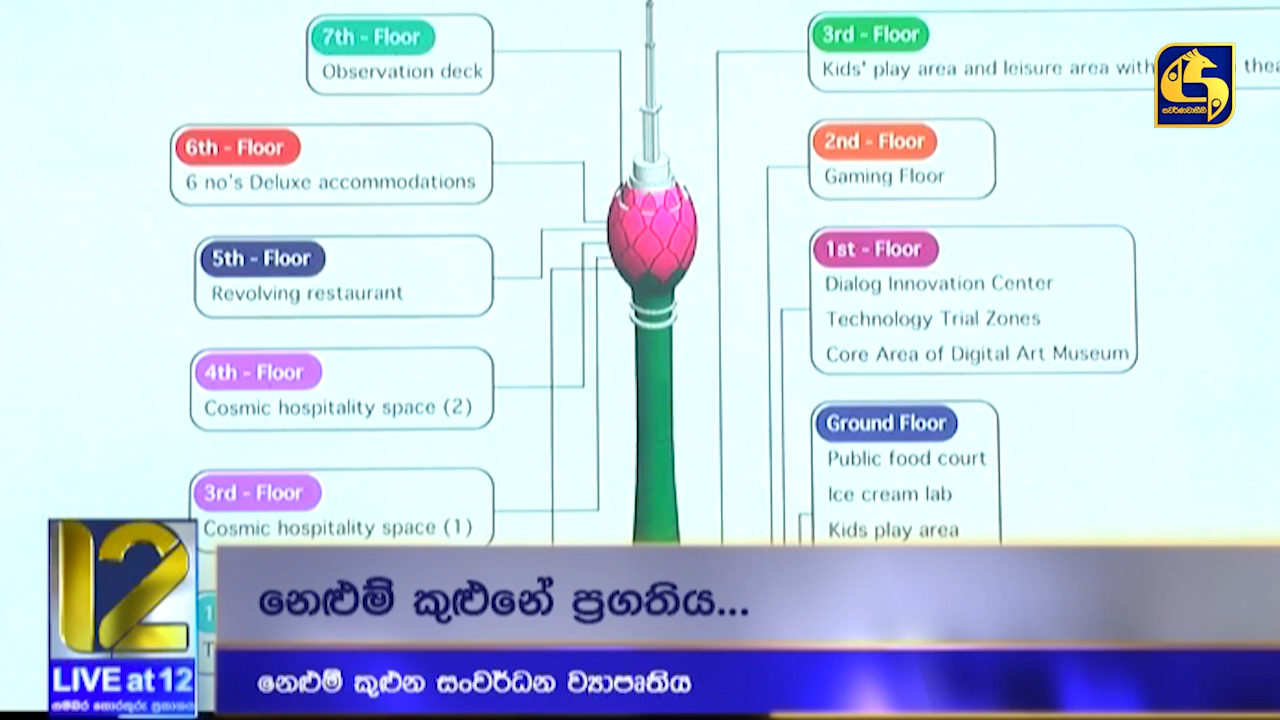 7th - Floor
Observation deck
6th - Floor
6 no's Deluxe accommodations
5th - Floor
Revolving restaurant
4th - Floor
Cosmic hospitality space (2)
3rd - Floor
Cosmic hospitality space (1)
3rd - Floor
Kids' play area and leisure area with
2nd - Floor
Gaming Floor
1st - Floor
Dialog Innovation Center
Technology Trial Zones
Core Area of Digital Art Museum
Ground Floor
Public food court
Ice cream lab
Kids play area
ස්වර්ණවාහිනී
12
LIVE at 12
නෙළුම් කුළුනේ ප්‍රගතිය...
නෙළුම් කුළුන සංවර්ධන ව්‍යාපෘතිය